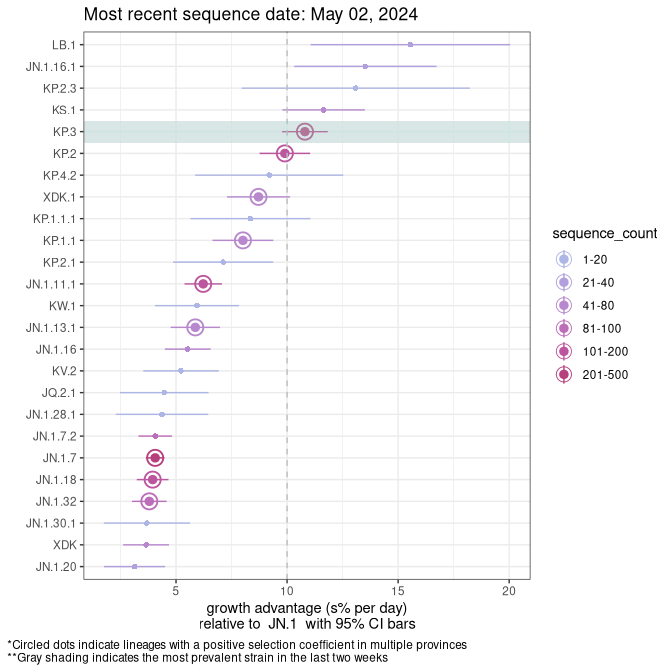 Most recent sequence date: May 02, 2024
LB.1
JN.1.16.1
KP.2.3
KS.1
KP.3
KP.2
KP.4.2
XDK.1
KP.1.1.1
KP.1.1
KP.2.1
JN.1.11.1
KW.1
JN.1.13.1
JN.1.16
KV.2
JQ.2.1
JN.1.28.1
JN.1.7.2
JN.1.7
JN.1.18
JN.1.32
JN.1.30.1
XDK
JN.1.20
5 10 15 20
growth advantage (s% per day)
relative to JN.1 with 95% CI bars
sequence_count
1-20
21-40
41-80
81-100
101-200
201-500
*Circled dots indicate lineages with a positive selection coefficient in multiple provinces
**Gray shading indicates the most prevalent strain in the last two weeks